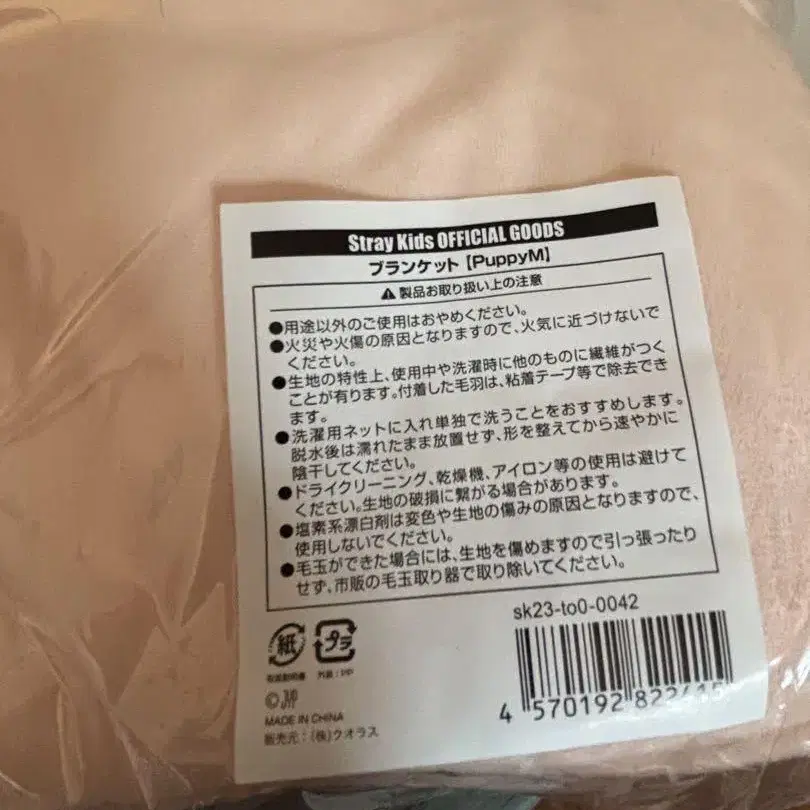 Stray Kids OFFICIAL GOODS
ブランケット【PuppyM】
⚠製品お取り扱い上の注意
●用途以外のご使用はおやめください。
●火災や火傷の原因となりますので、火気に近づけないで
ください。
●生地の特性上、使用中や洗濯時に他のものに繊維がつく
ことが有ります。付着した毛羽は、粘着テープ等で除去でき
ます。
●洗濯用ネットに入れ単独で洗うことをおすすめします。
脱水後は濡れたまま放置せず、形を整えてから速やかに
陰干してください。
●ドライクリーニング、乾燥機、アイロン等の使用は避けて
ください。生地の破損に繋がる場合があります。
●塩素系漂白剤は変色や生地の傷みの原因となりますので、
使用しないでください。
●毛玉ができた場合には、生地を傷めますので引っ張ったり
せず、市販の毛玉取り器で取り除いてください。
sk23-to0-0042
紙 プラ
取扱説明書 外装:PP
©
MADE IN CHINA
販売元:(株)ウオラス
4 570192 822415